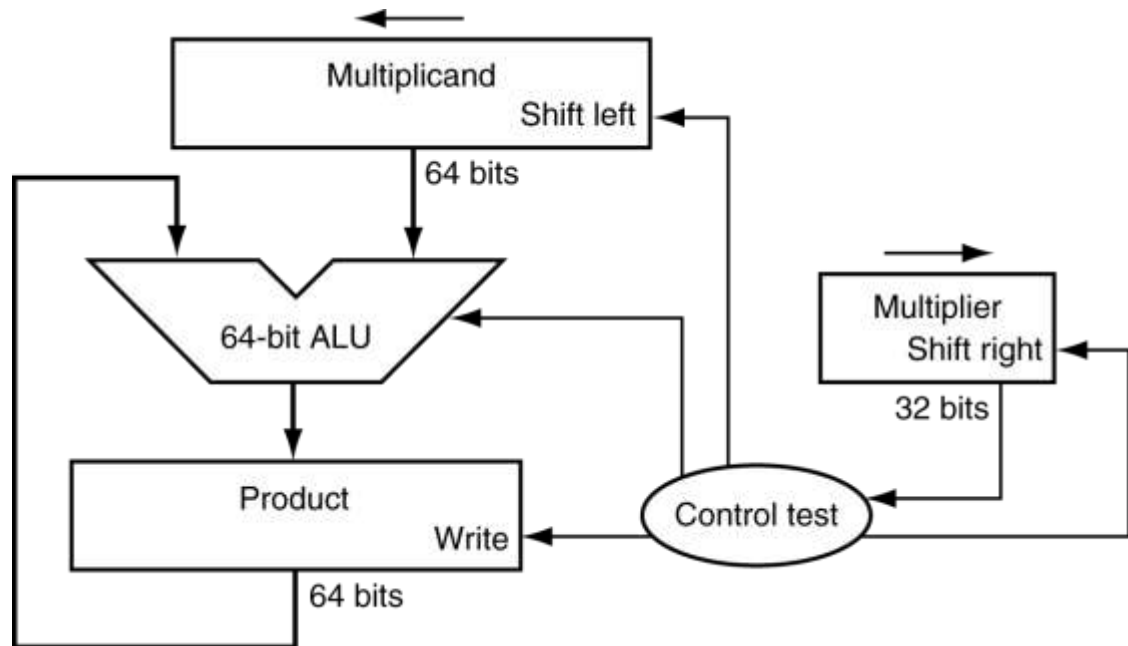 Multiplicand
Shift left
64 bits
64-bit ALU
Multiplier
Shift right
32 bits
Product
Write
Control test
64 bits